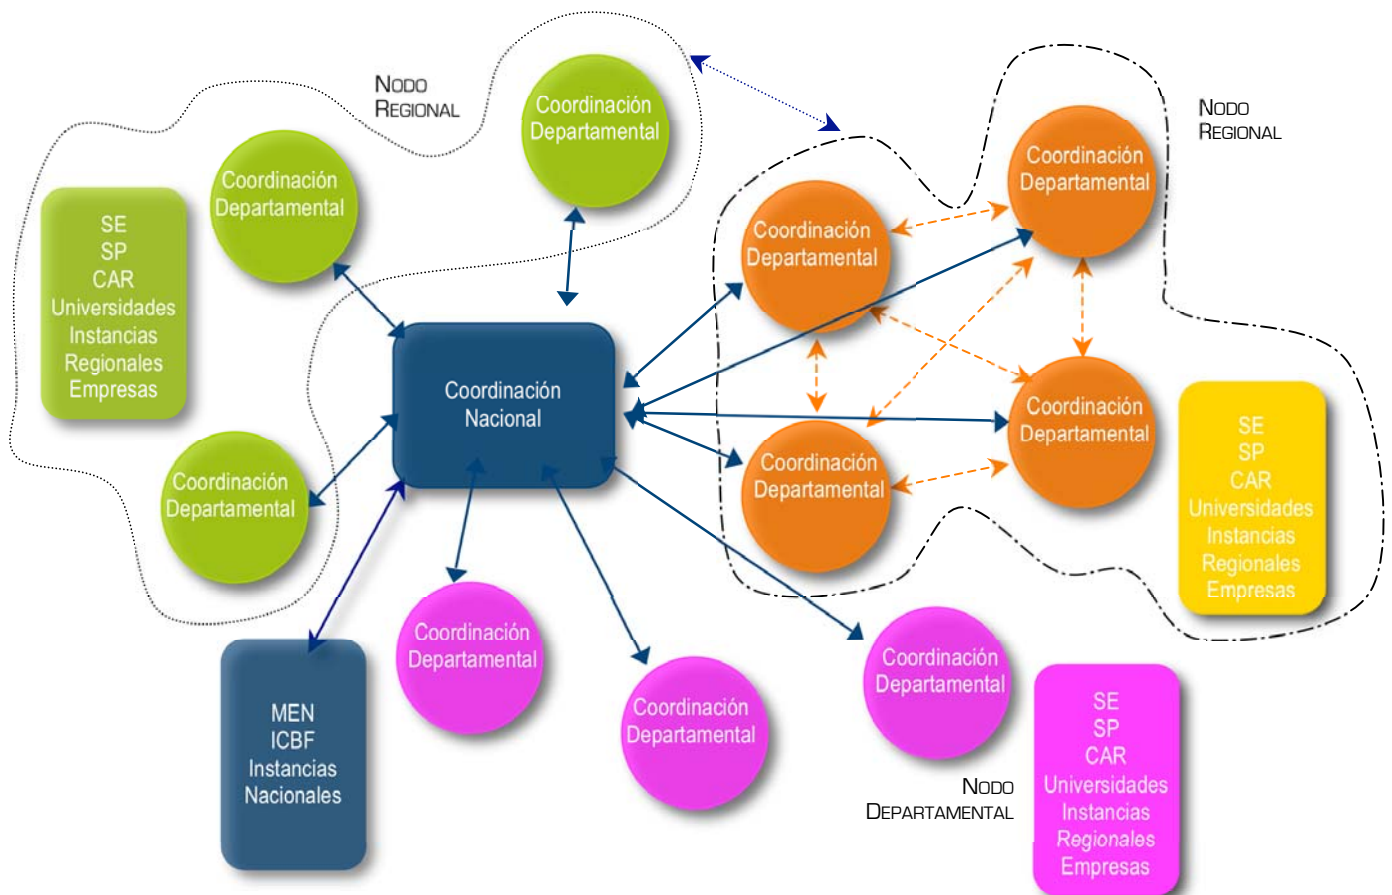 Nodo
Regional
Coordinación
Departamental
Coordinación
Departamental
SE
SP
CAR
Universidades
Instancias
Regionales
Empresas
Coordinación
Departamental
Nodo
Regional
Coordinación
Departamental
Coordinación
Departamental
Coordinación
Departamental
Coordinación
Departamental
SE
SP
CAR
Universidades
Instancias
Regionales
Empresas
Coordinación
Nacional
MEN
ICBF
Instancias
Nacionales
Coordinación
Departamental
Coordinación
Departamental
Coordinación
Departamental
Nodo
Departamental
SE
SP
CAR
Universidades
Instancias
Regionales
Empresas